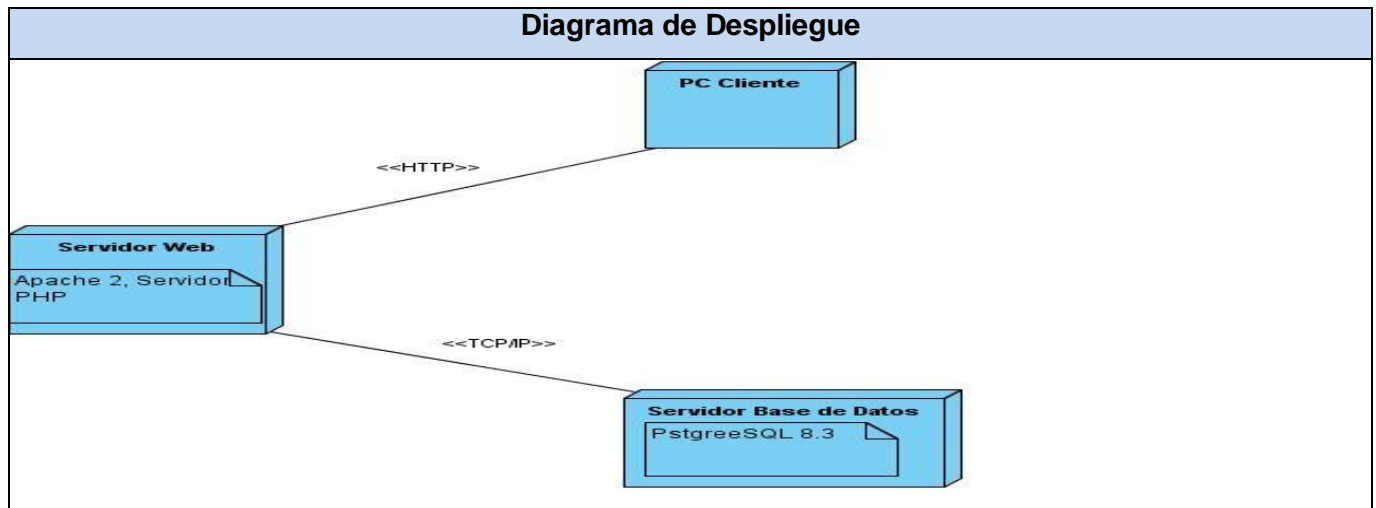 Diagrama de Despliegue
PC Cliente
<<HTTP>>
Servidor Web
Apache 2, Servidor
PHP
<<TCP/IP>>
Servidor Base de Datos
PstgreeSQL 8.3